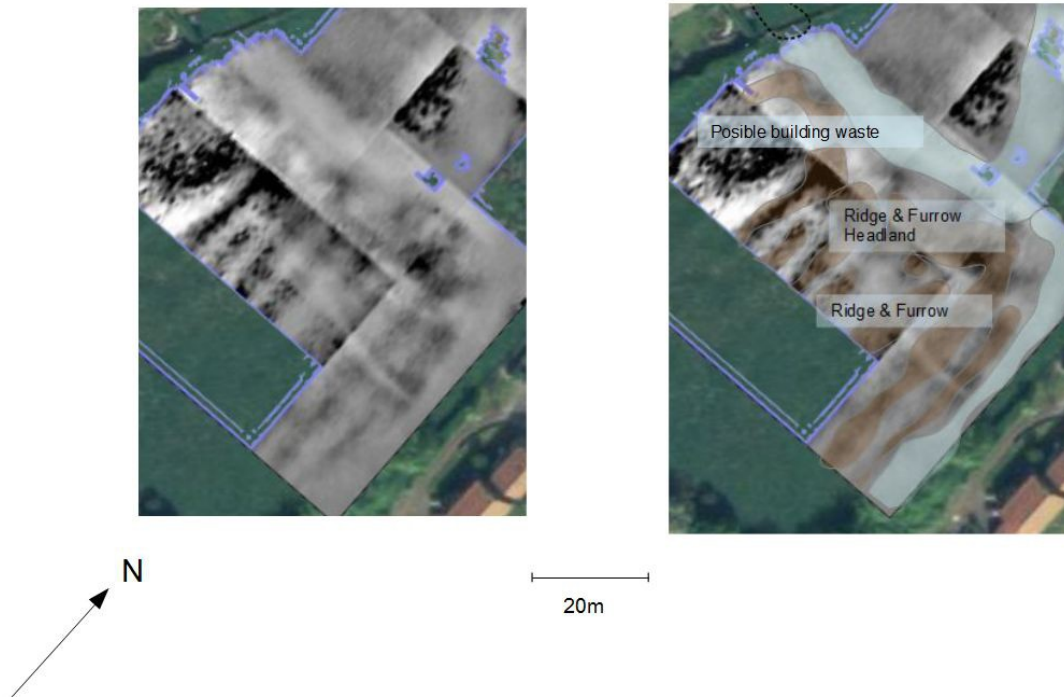 Posible building waste
Ridge & Furrow
Headland
Ridge & Furrow
N
20m